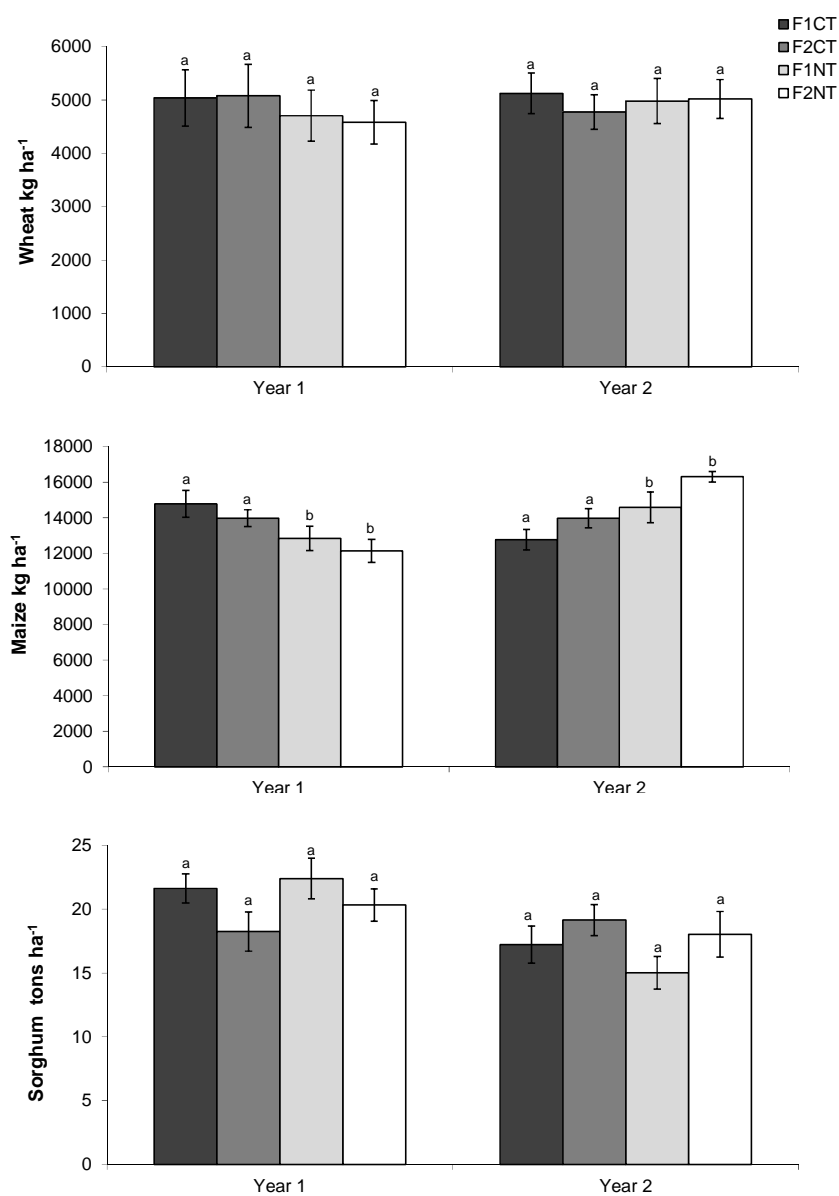 F1CT
F2CT
F1NT
F2NT
Wheat kg ha-1
6000
5000
4000
3000
2000
1000
0
a a a a a a a a
Year 1 Year 2
Maize kg ha-1
18000
16000
14000
12000
10000
8000
6000
4000
2000
0
a a b b a a b b
Year 1 Year 2
Sorghum tons ha-1
25
20
15
10
5
0
a a a a a a a a
Year 1 Year 2